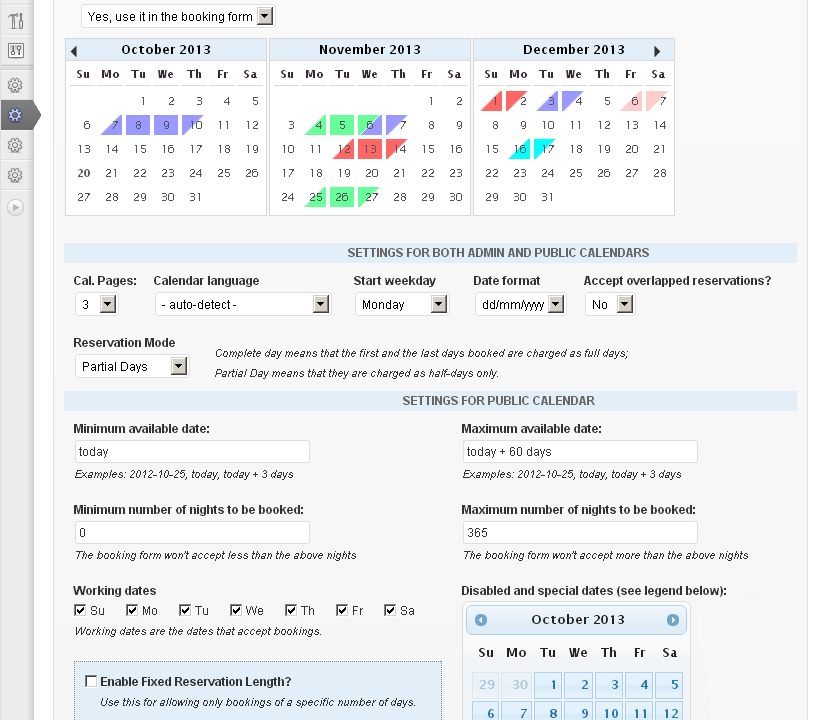 Yes, use it in the booking form
October 2013 November 2013 December 2013
Su Mo Tu We Th Fr Sa Su Mo Tu We Th Fr Sa Su Mo Tu We Th Fr Sa
1 2 3 4 5 1 2 1 2 3 4 5 6 7
6 7 8 9 10 11 12 3 4 5 6 7 8 9 8 9 10 11 12 13 14
13 14 15 16 17 18 19 10 11 12 13 14 15 16 15 16 17 18 19 20 21
20 21 22 23 24 25 26 17 18 19 20 21 22 23 22 23 24 25 26 27 28
27 28 29 30 31 24 25 26 27 28 29 30 29 30 31
SETTINGS FOR BOTH ADMIN AND PUBLIC CALENDARS
Cal. Pages: Calendar language Start weekday Date format Accept overlapped reservations?
3 - auto-detect - Monday dd/mm/yyyy No
Reservation Mode
Partial Days
Complete day means that the first and the last days booked are charged as full days;
Partial Day means that they are charged as half-days only.
SETTINGS FOR PUBLIC CALENDAR
Minimum available date: Maximum available date:
today today + 60 days
Examples: 2012-10-25, today, today + 3 days Examples: 2012-10-25, today, today + 3 days
Minimum number of nights to be booked: Maximum number of nights to be booked:
0 365
The booking form won't accept less than the above nights The booking form won't accept more than the above nights
Working dates Disabled and special dates (see legend below):
Su Mo Tu We Th Fr Sa
Working dates are the dates that accept bookings.
October 2013
Su Mo Tu We Th Fr Sa
29 30 1 2 3 4 5
6 7 8 9 10 11 12
Enable Fixed Reservation Length?
Use this for allowing only bookings of a specific number of days.